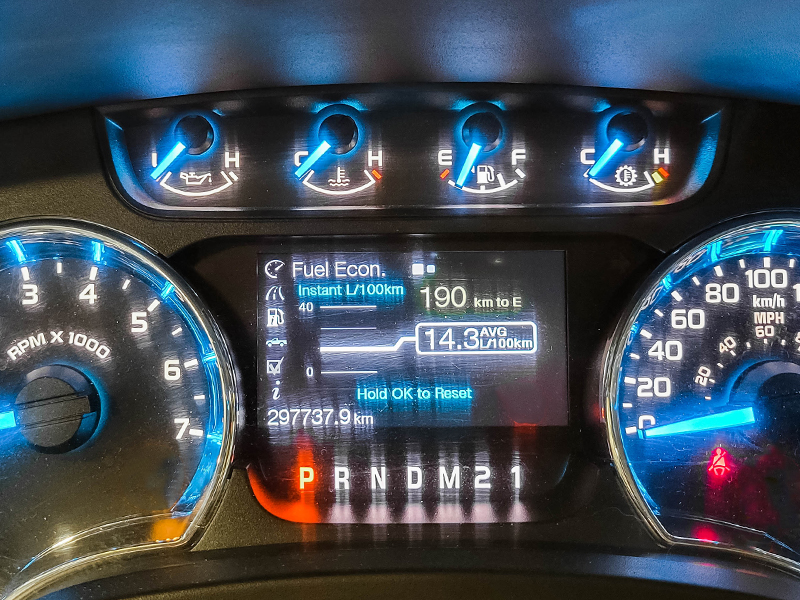 L H
C H
E F
C H
Fuel Econ.
Instant L/100km
40
190 km to E
14.3 AVG L/100km
0
Hold OK to Reset
297737.9 km
P R N D M 2 1
3 4 5 6 7
RPM X 1000
0 20 40 60 80 100
km/h
MPH
20 40 60